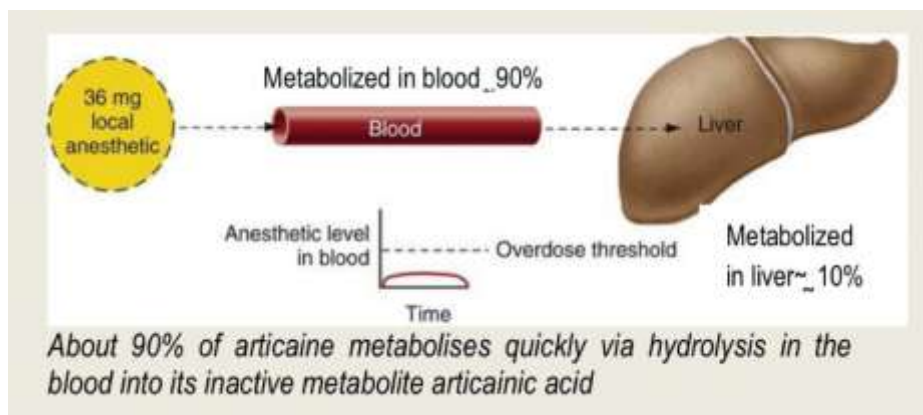 Metabolized in blood ~90%
36 mg
local
anesthetic
Blood
Liver
Anesthetic level
in blood
Overdose threshold
Time
Metabolized
in liver~ 10%
About 90% of articaine metabolises quickly via hydrolysis in the
blood into its inactive metabolite articainic acid